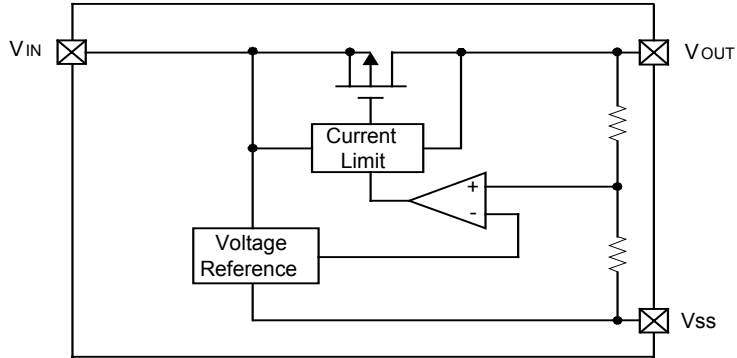 VIN
VOUT
Current
Limit
+
-
Voltage
Reference
Vss